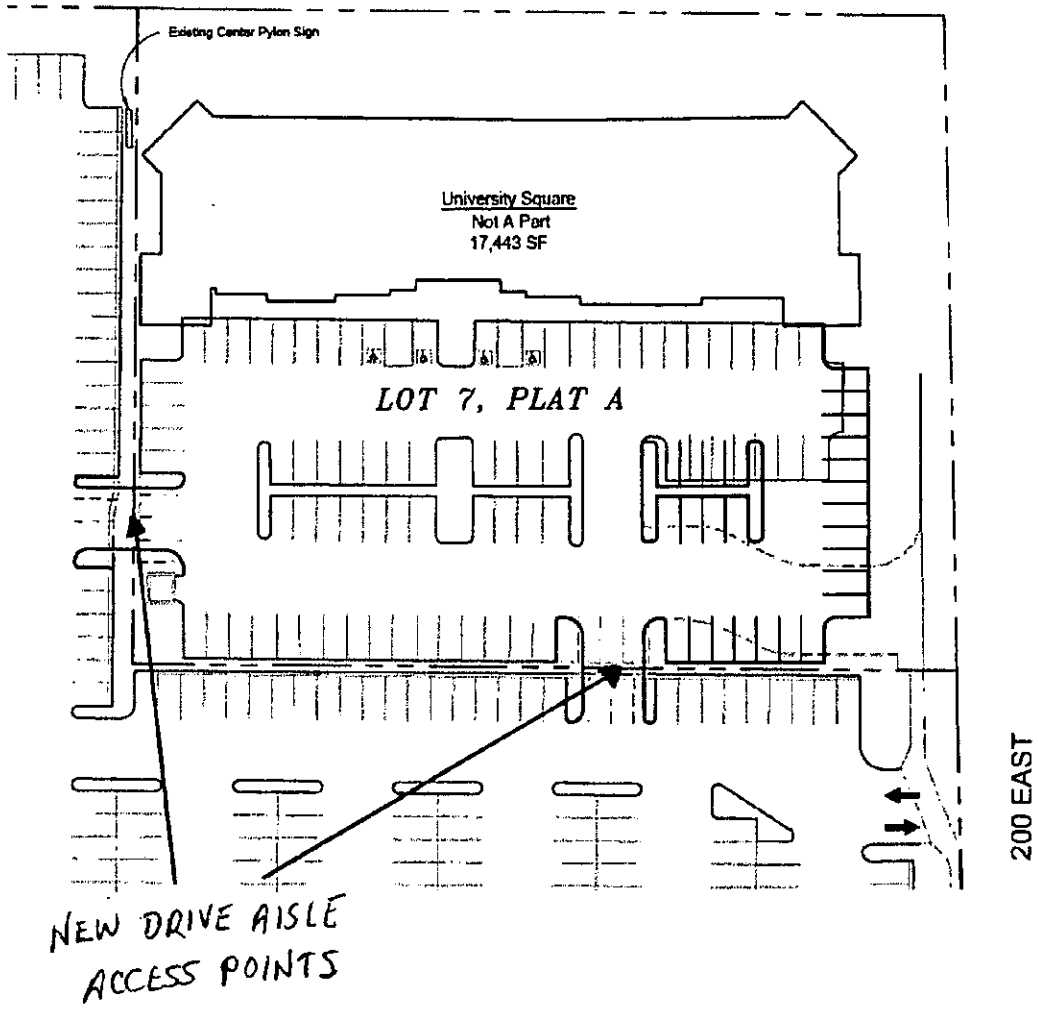 Existing Center Pylon Sign
University Square
Not A Part
17,443 SF
LOT 7, PLAT A
200 EAST
NEW DRIVE AISLE
ACCESS POINTS